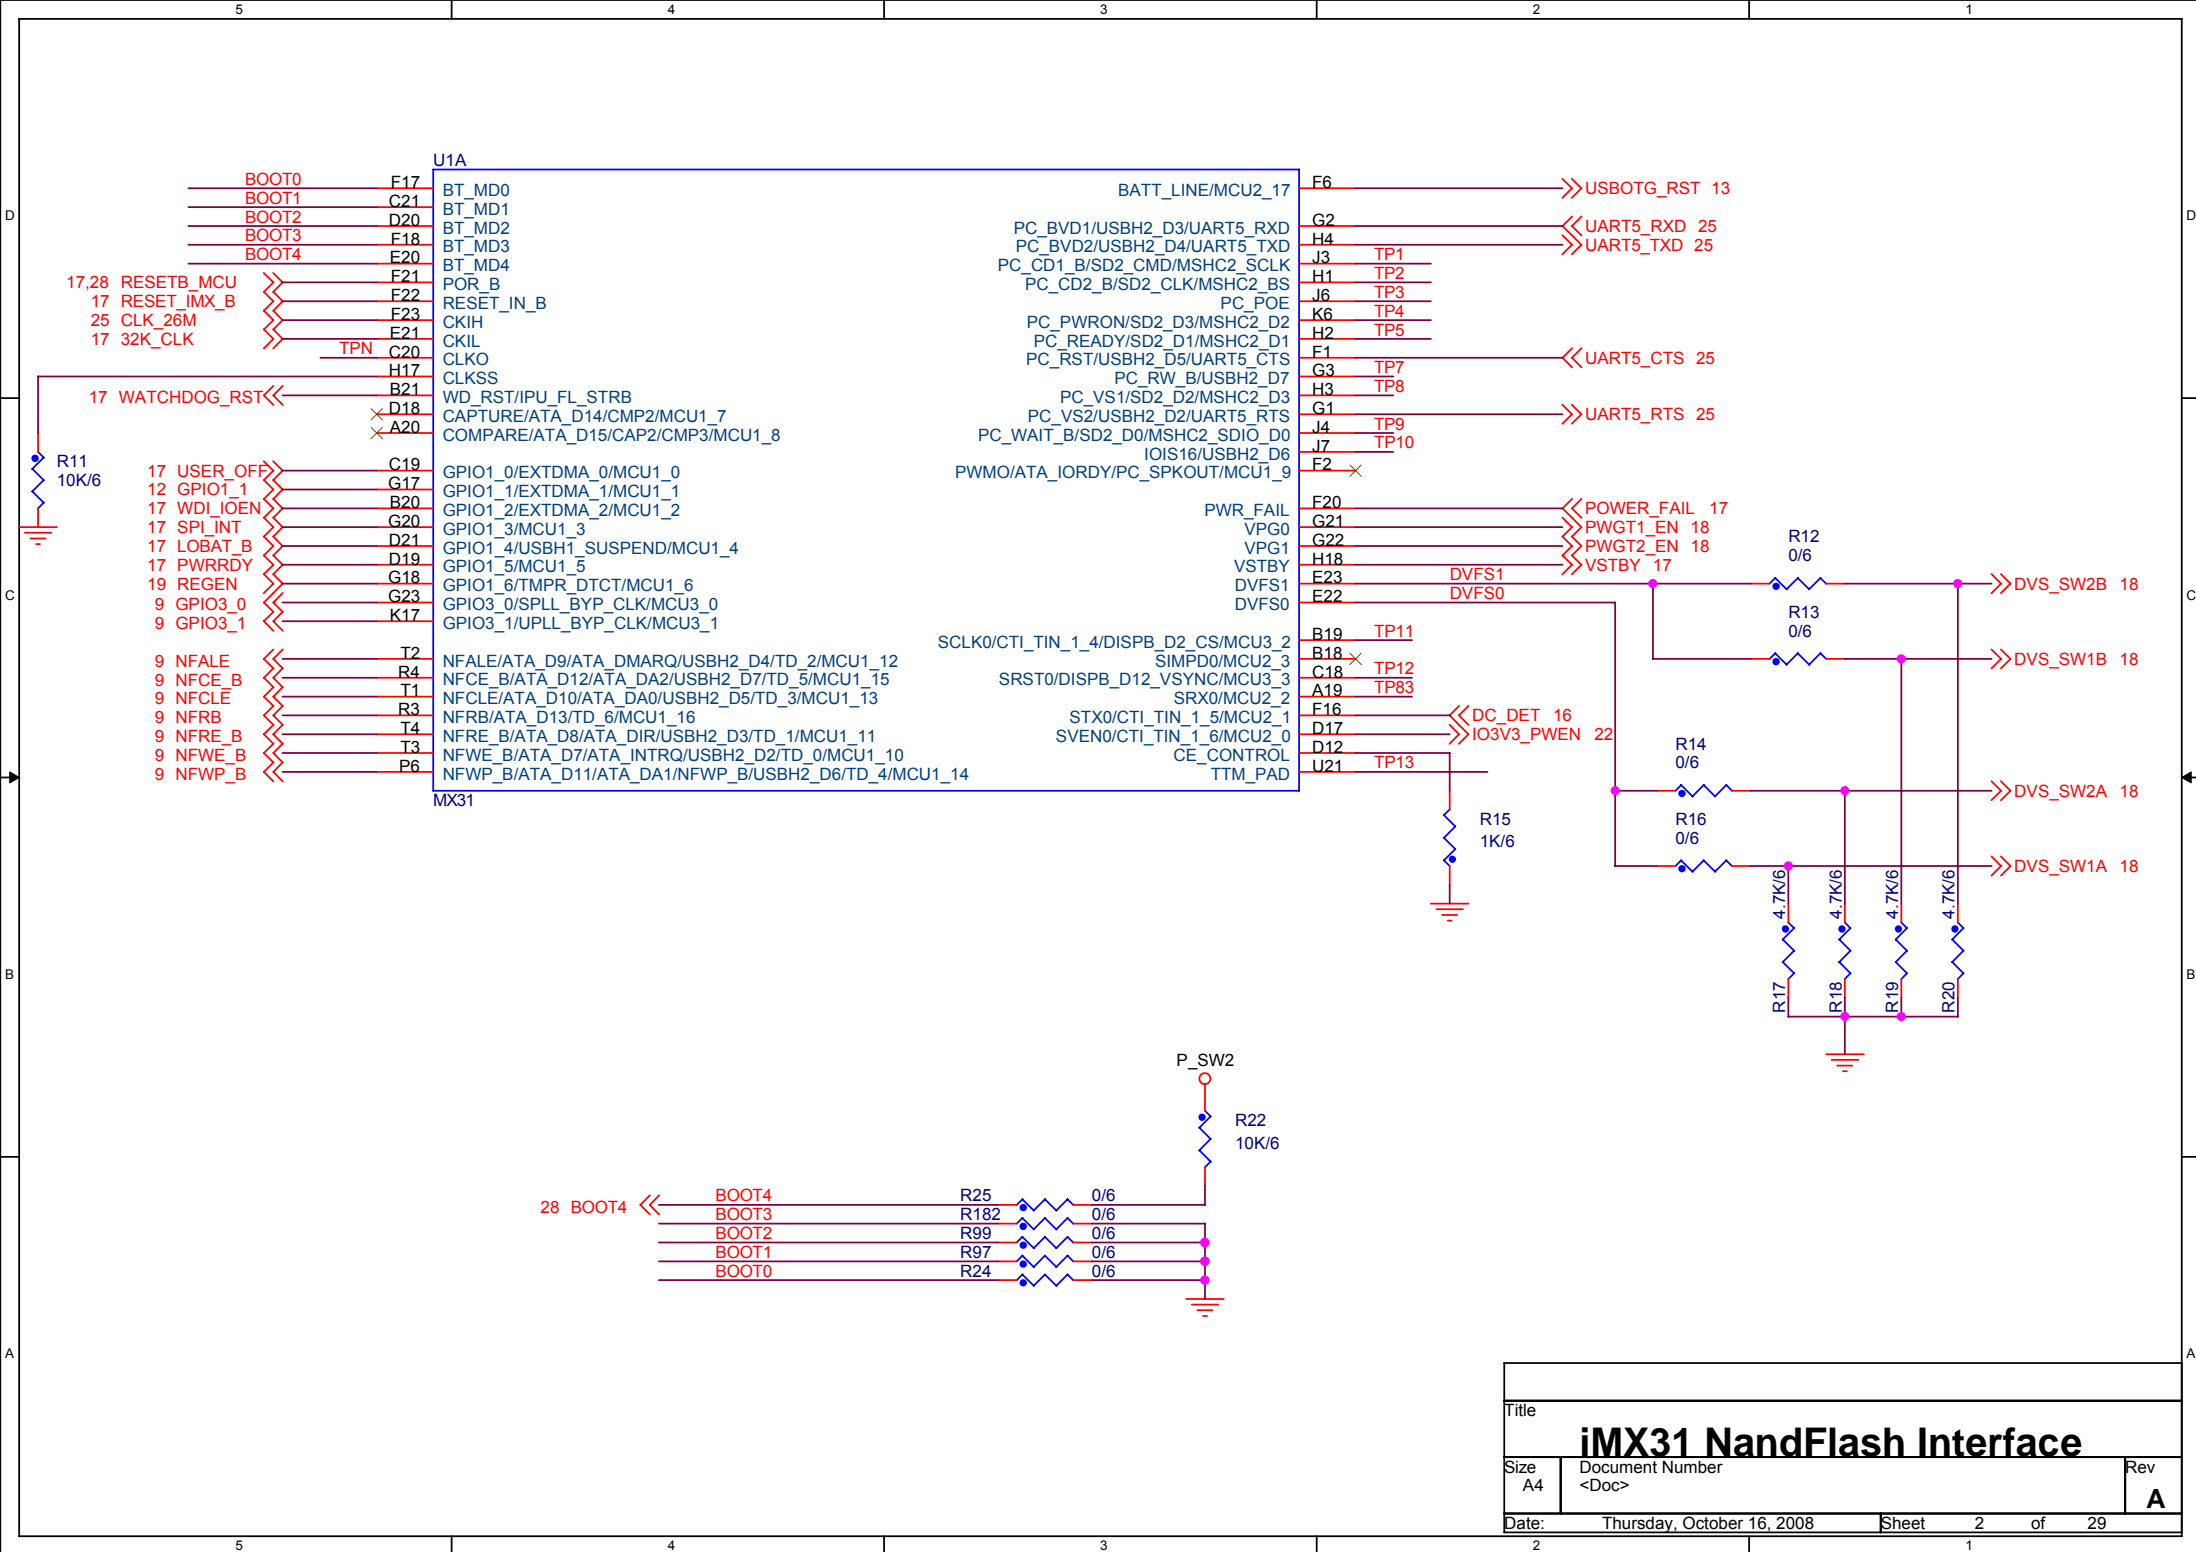 5 4 3 2 1
D D
C C
B B
A A
U1A
BOOT0 F17 BT_MD0
BOOT1 C21 BT_MD1
BOOT2 D20 BT_MD2
BOOT3 F18 BT_MD3
BOOT4 E20 BT_MD4
17,28 RESETB_MCU F21 POR_B
17 RESET_IMX_B F22 RESET_IN_B
25 CLK_26M F23 CKIH
17 32K_CLK E21 CKIL
TPN C20 CLKO
H17 CLKSS
17 WATCHDOG_RST B21 WD_RST/IPU_FL_STRB
D18 CAPTURE/ATA_D14/CMP2/MCU1_7
A20 COMPARE/ATA_D15/CAP2/CMP3/MCU1_8
R11
10K/6
17 USER_OFF C19 GPIO1_0/EXTDMA_0/MCU1_0
12 GPIO1_1 G17 GPIO1_1/EXTDMA_1/MCU1_1
17 WDI_IOEN B20 GPIO1_2/EXTDMA_2/MCU1_2
17 SPI_INT G20 GPIO1_3/MCU1_3
17 LOBAT_B D21 GPIO1_4/USBH1_SUSPEND/MCU1_4
17 PWRRDY D19 GPIO1_5/MCU1_5
19 REGEN G18 GPIO1_6/TMPR_DTCT/MCU1_6
9 GPIO3_0 G23 GPIO3_0/SPLL_BYP_CLK/MCU3_0
9 GPIO3_1 K17 GPIO3_1/UPLL_BYP_CLK/MCU3_1
9 NFALE T2 NFALE/ATA_D9/ATA_DMARQ/USBH2_D4/TD_2/MCU1_12
9 NFCE_B R4 NFCE_B/ATA_D12/ATA_DA2/USBH2_D7/TD_5/MCU1_15
9 NFCLE T1 NFCLE/ATA_D10/ATA_DA0/USBH2_D5/TD_3/MCU1_13
9 NFRB R3 NFRB/ATA_D13/TD_6/MCU1_16
9 NFRE_B T4 NFRE_B/ATA_D8/ATA_DIR/USBH2_D3/TD_1/MCU1_11
9 NFWE_B T3 NFWE_B/ATA_D7/ATA_INTRQ/USBH2_D2/TD_0/MCU1_10
9 NFWP_B P6 NFWP_B/ATA_D11/ATA_DA1/NFWP_B/USBH2_D6/TD_4/MCU1_14
MX31
BATT_LINE/MCU2_17 F6 USBOTG_RST 13
PC_BVD1/USBH2_D3/UART5_RXD G2 UART5_RXD 25
PC_BVD2/USBH2_D4/UART5_TXD H4 UART5_TXD 25
PC_CD1_B/SD2_CMD/MSHC2_SCLK J3 TP1
PC_CD2_B/SD2_CLK/MSHC2_BS H1 TP2
PC_POE J6 TP3
PC_PWRON/SD2_D3/MSHC2_D2 K6 TP4
PC_READY/SD2_D1/MSHC2_D1 H2 TP5
PC_RST/USBH2_D5/UART5_CTS F1 UART5_CTS 25
PC_RW_B/USBH2_D7 G3 TP7
PC_VS1/SD2_D2/MSHC2_D3 H3 TP8
PC_VS2/USBH2_D2/UART5_RTS G1 UART5_RTS 25
PC_WAIT_B/SD2_D0/MSHC2_SDIO_D0 J4 TP9
IOIS16/USBH2_D6 J7 TP10
PWMO/ATA_IORDY/PC_SPKOUT/MCU1_9 F2
PWR_FAIL F20 POWER_FAIL 17
VPG0 G21 PWGT1_EN 18
VPG1 G22 PWGT2_EN 18
VSTBY H18 VSTBY 17
DVFS1 E23 DVFS1
DVFS0 E22 DVFS0
SCLK0/CTI_TIN_1_4/DISPB_D2_CS/MCU3_2 B19 TP11
SIMPD0/MCU2_3 B18
SRST0/DISPB_D12_VSYNC/MCU3_3 C18 TP12
SRX0/MCU2_2 A19 TP83
STX0/CTI_TIN_1_5/MCU2_1 F16 DC_DET 16
SVEN0/CTI_TIN_1_6/MCU2_0 D17 IO3V3_PWEN 22
CE_CONTROL D12
TTM_PAD U21 TP13
R12
0/6
DVS_SW2B 18
R13
0/6
DVS_SW1B 18
R14
0/6
DVS_SW2A 18
R16
0/6
DVS_SW1A 18
R15
1K/6
4.7K/6 4.7K/6 4.7K/6 4.7K/6
R17 R18 R19 R20
P_SW2
R22
10K/6
28 BOOT4 BOOT4 R25 0/6
BOOT3 R182 0/6
BOOT2 R99 0/6
BOOT1 R97 0/6
BOOT0 R24 0/6
Title
iMX31 NandFlash Interface
Size Document Number Rev
A4 <Doc> A
Date: Thursday, October 16, 2008 Sheet 2 of 29
5 4 3 2 1